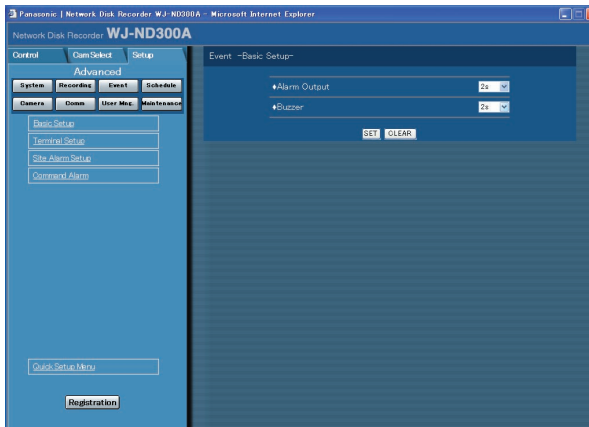 Panasonic | Network Disk Recorder WJ-ND300A - Microsoft Internet Explorer
Network Disk Recorder WJ-ND300A
Control Cam Select Setup
Advanced
System Recording Event Schedule
Camera Comm User Mng. Maintenance
Basic Setup
Terminal Setup
Site Alarm Setup
Command Alarm
Quick Setup Menu
Registration
Event -Basic Setup-
♦Alarm Output 2s
♦Buzzer 2s
SET CLEAR